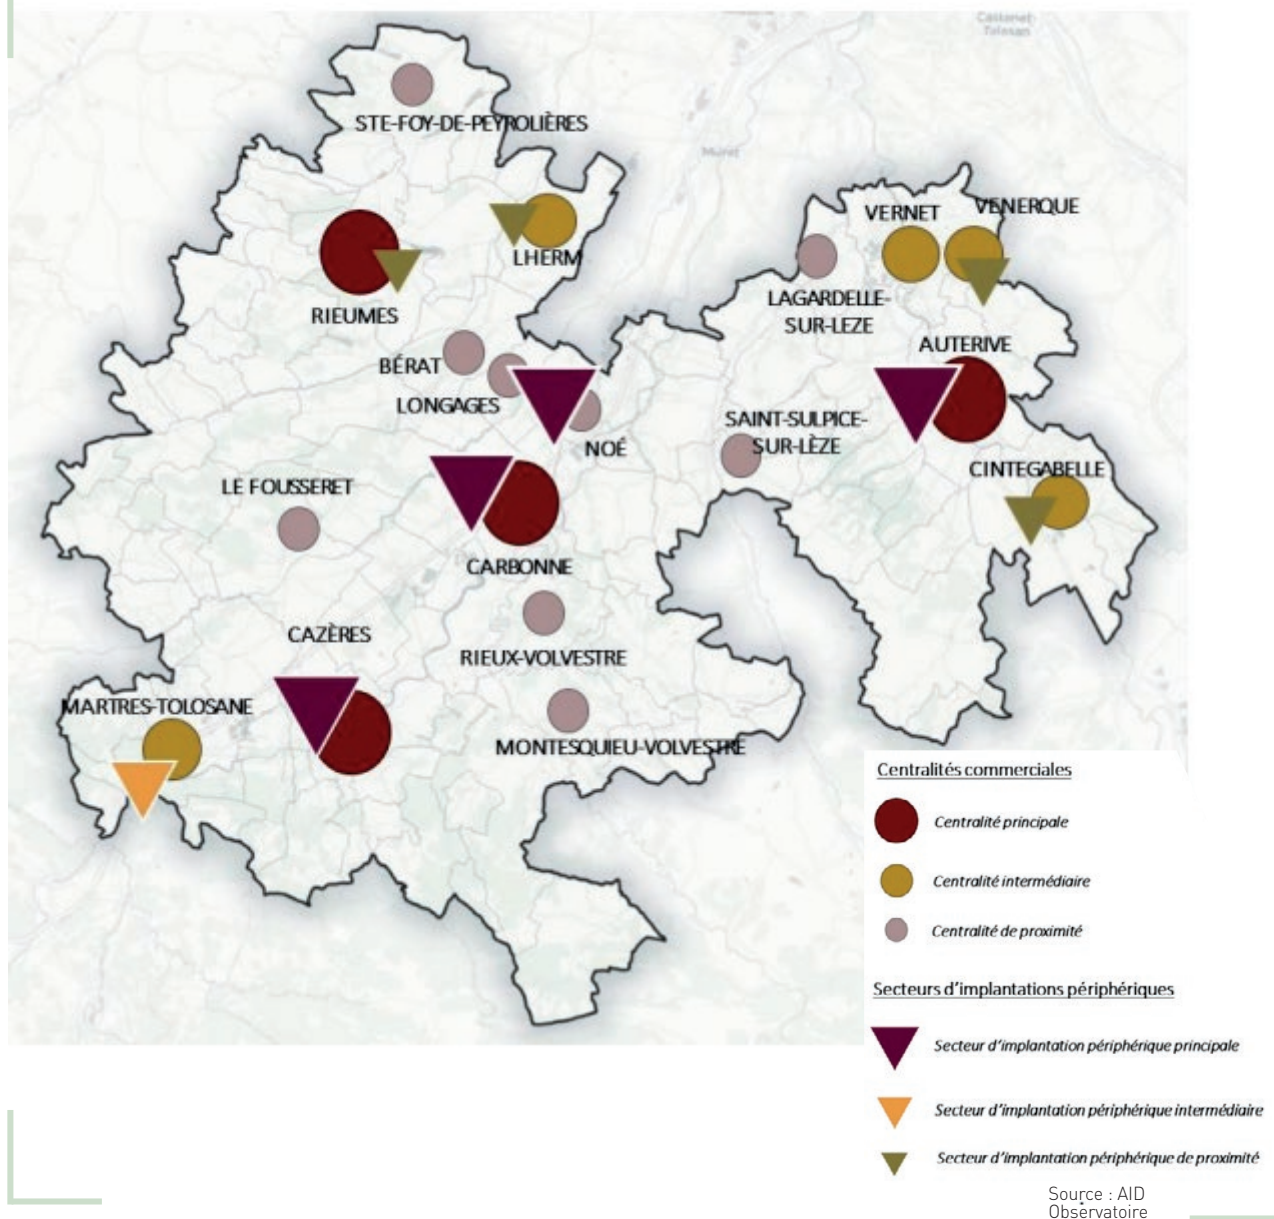 Castanet-
Tolosan
Muret
STE-FOY-DE-PEYROLIÈRES
VERNET
VENERQUE
LHERM
LAGARDELLE-
SUR-LEZE
RIEUMES
AUTERIVE
BÉRAT
LONGAGES
SAINT-SULPICE-
SUR-LÈZE
NOÉ
CINTEGABELLE
LE FOUSSERET
CARBONNE
CAZÈRES
RIEUX-VOLVESTRE
MARTRES-TOLOSANE
MONTESQUIEU-VOLVESTRE
Centralités commerciales
Centralité principale
Centralité intermédiaire
Centralité de proximité
Secteurs d'implantations périphériques
Secteur d'implantation périphérique principale
Secteur d'implantation périphérique intermédiaire
Secteur d'implantation périphérique de proximité
Source : AID
Observatoire